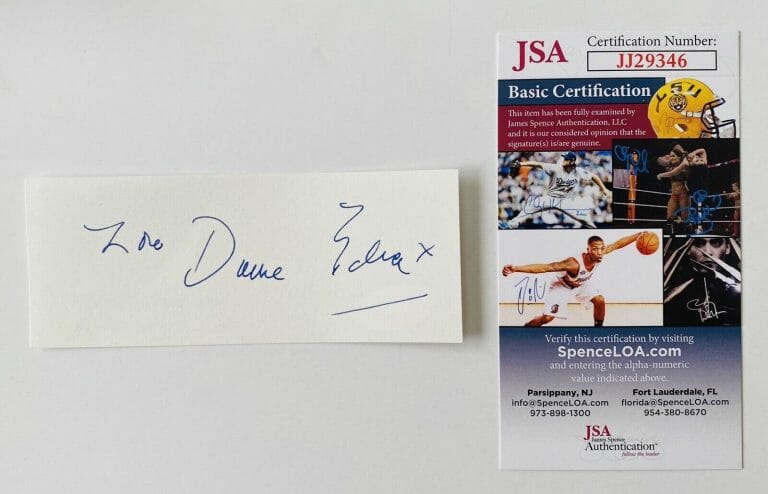 Love Dame Edna x
JSA
Certification Number:
JJ29346
Basic Certification
This item has been fully examined by
James Spence Authentication, LLC
and it is our considered opinion that the
signature(s) is/are genuine.
LSU
Dodgers
Verify this certification by visiting
SpenceLOA.com
and entering the alpha-numeric
value indicated above.
Parsippany, NJ
info@SpenceLOA.com
973-898-1300
Fort Lauderdale, FL
florida@SpenceLOA.com
954-380-8670
JSA
James Spence
Authentication™
follow the leader